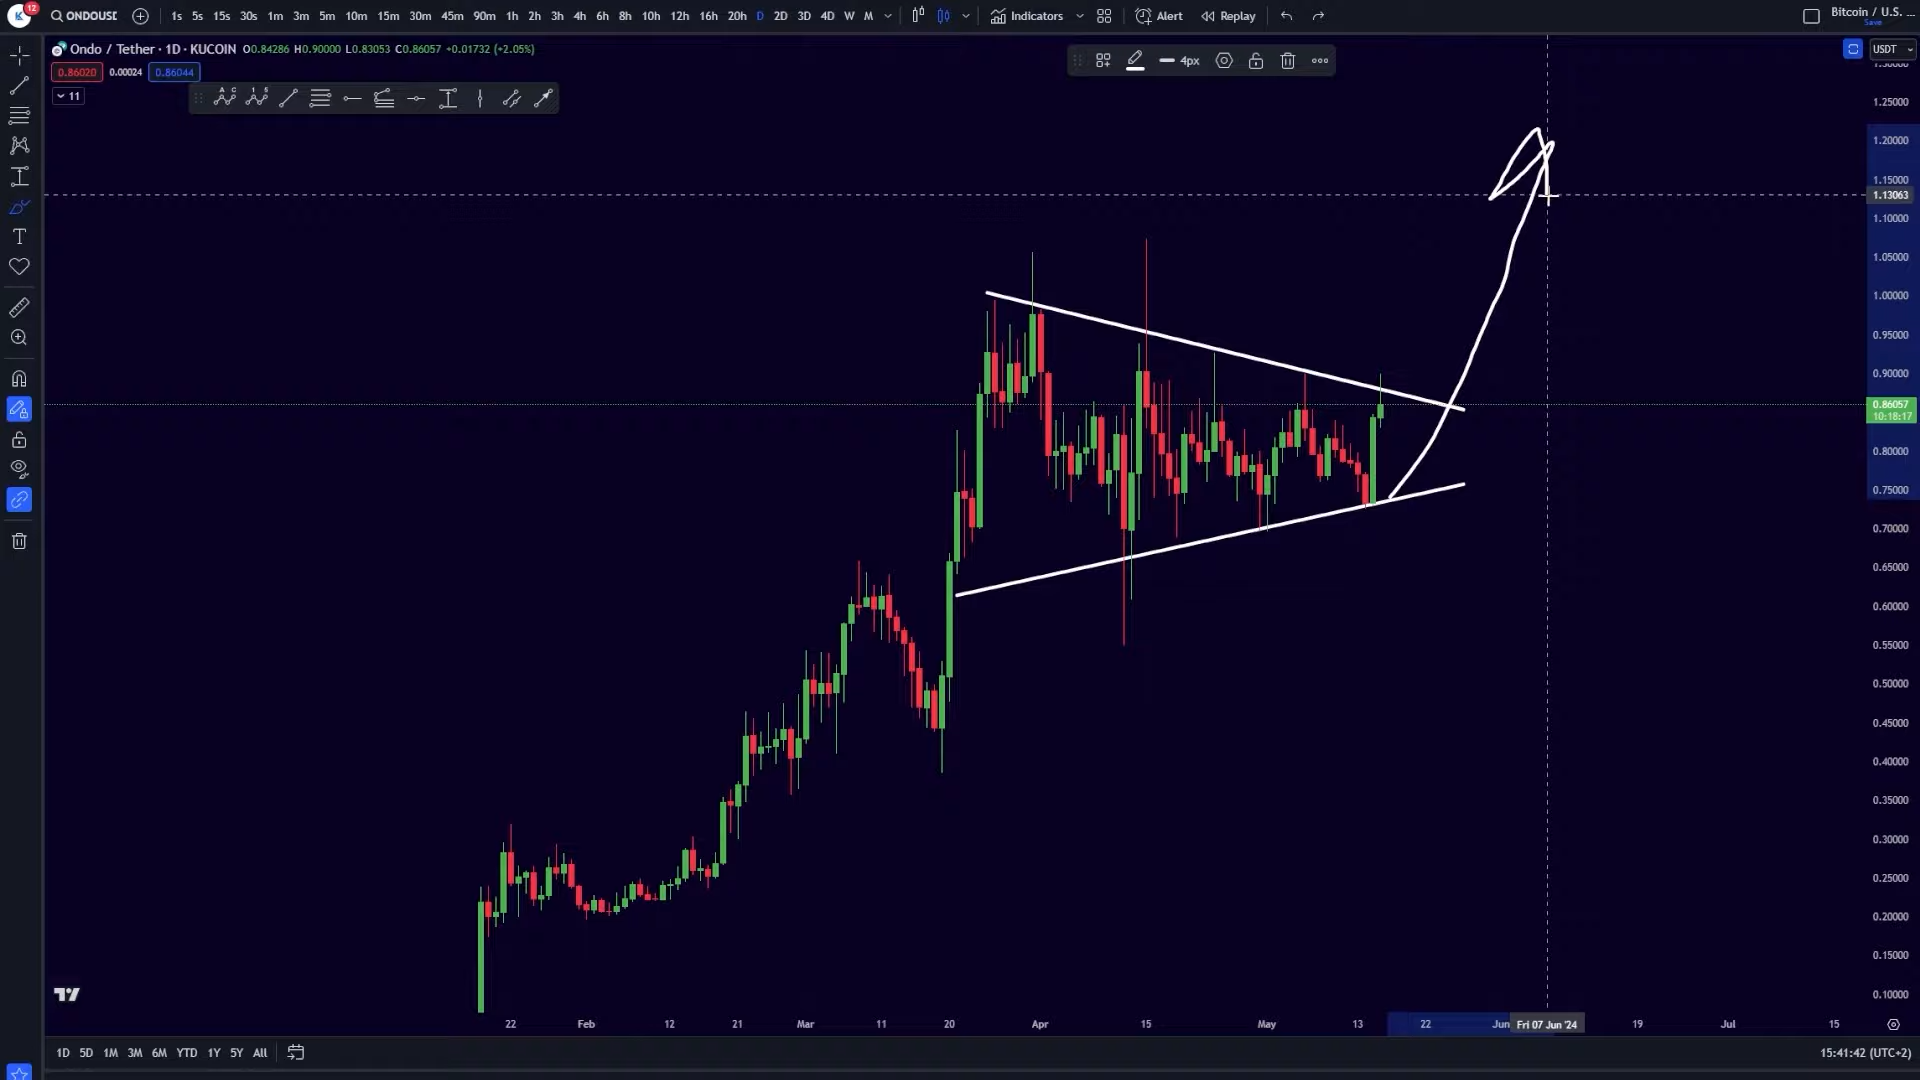 12
ONDOUSD 1s 5s 15s 30s 1m 3m 5m 10m 15m 30m 45m 90m 1h 2h 3h 4h 6h 8h 10h 12h 16h 20h D 2D 3D 4D W M Indicators Alert Replay
Bitcoin / U.S. ...
Save
Ondo / Tether · 1D · KUCOIN O0.84286 H0.90000 L0.83053 C0.86057 +0.01732 (+2.05%)
USDT
0.86020 0.00024 0.86044
11
4px
1.25000
1.20000
1.15000
1.13063
1.10000
1.05000
1.00000
0.95000
0.90000
0.86057
10:18:17
0.80000
0.75000
0.70000
0.65000
0.60000
0.55000
0.50000
0.45000
0.40000
0.35000
0.30000
0.25000
0.20000
0.15000
0.10000
22 Feb 12 21 Mar 11 20 Apr 15 May 13 22 Jun Fri 07 Jun '24 19 Jul 15
1D 5D 1M 3M 6M YTD 1Y 5Y All
15:41:42 (UTC+2)